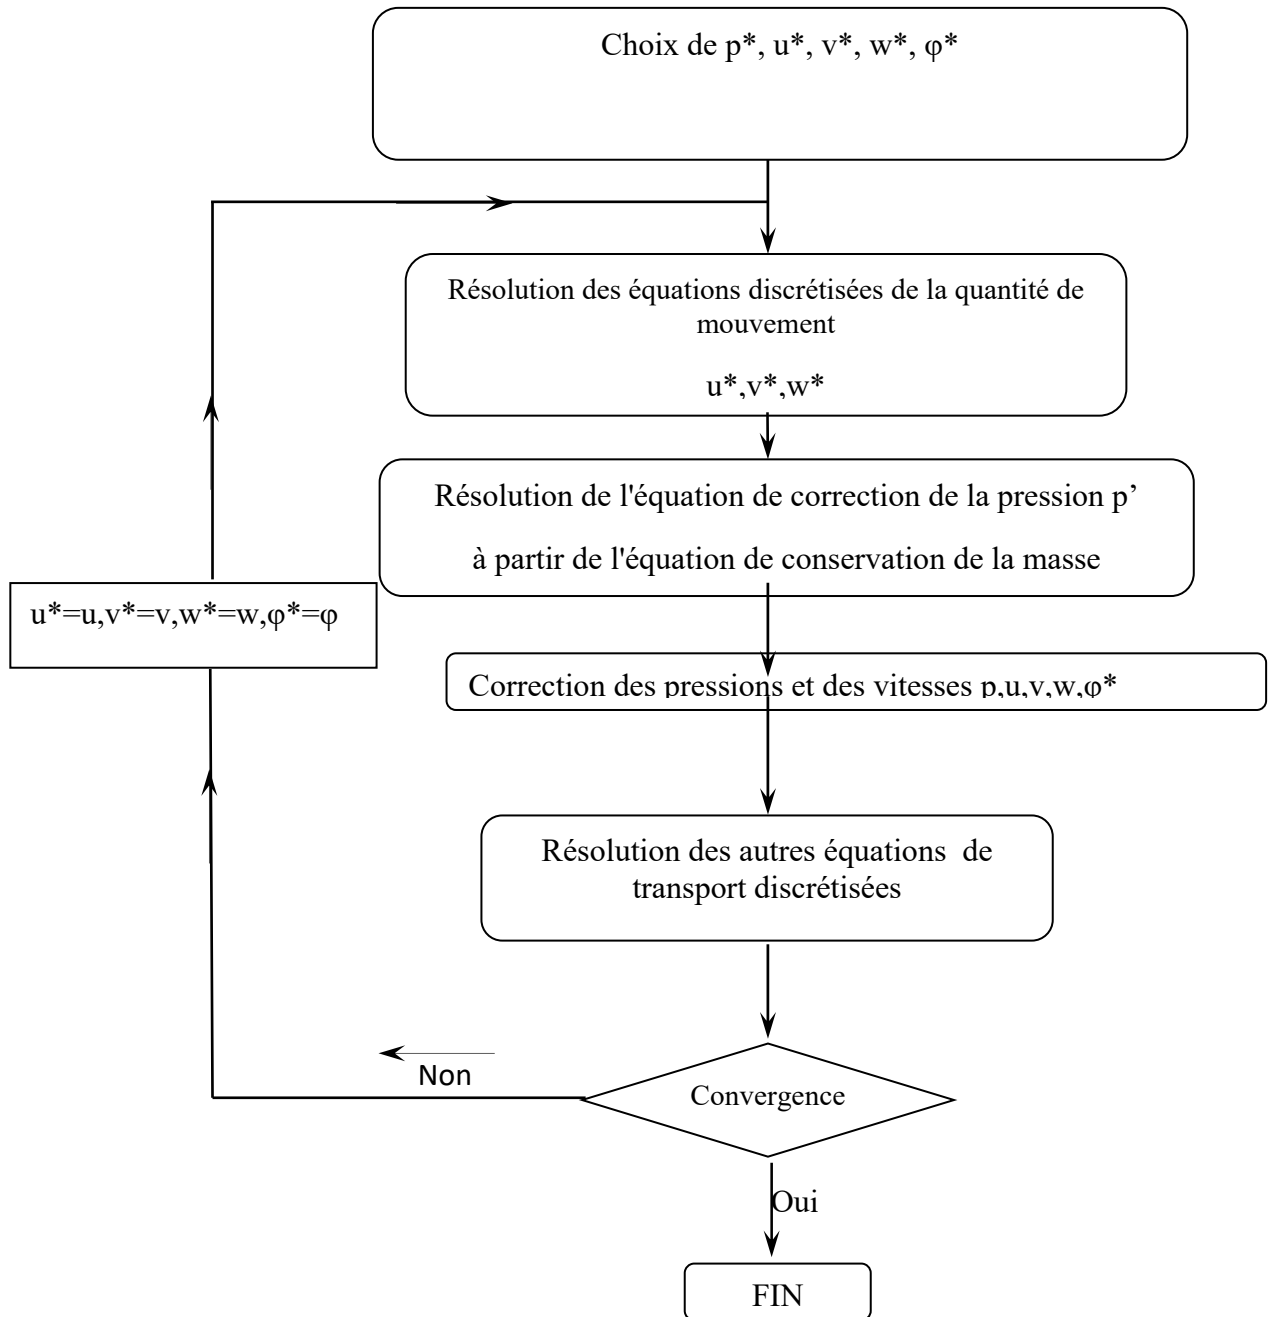 Choix de p*, u*, v*, w*, φ*
Résolution des équations discrétisées de la quantité de
mouvement
u*,v*,w*
Résolution de l'équation de correction de la pression p’
à partir de l'équation de conservation de la masse
u*=u,v*=v,w*=w,φ*=φ
Correction des pressions et des vitesses p,u,v,w,φ*
Résolution des autres équations  de
transport discrétisées
Non
Convergence
Oui
FIN